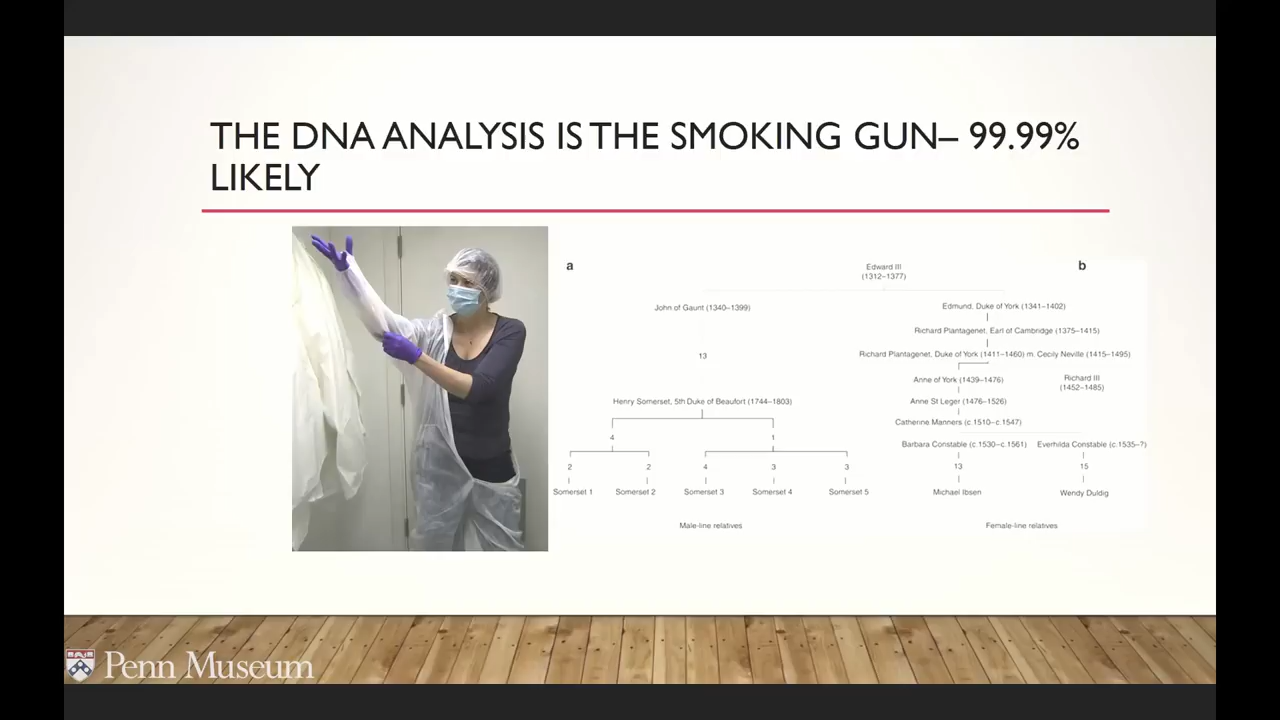 THE DNA ANALYSIS IS THE SMOKING GUN– 99.99%
LIKELY
a
b
Edward III
(1312–1377)
John of Gaunt (1340–1399)
Edmund, Duke of York (1341–1402)
Richard Plantagenet, Earl of Cambridge (1375–1415)
13
Richard Plantagenet, Duke of York (1411–1460) m. Cecily Neville (1415–1495)
Anne of York (1439–1476)
Richard III
(1452–1485)
Henry Somerset, 5th Duke of Beaufort (1744–1803)
Anne St Leger (1476–1526)
Catherine Manners (c.1510–c.1547)
4
1
Barbara Constable (c.1530–c.1561)
Everhilda Constable (c.1535–?)
2
2
4
3
3
13
15
Somerset 1
Somerset 2
Somerset 3
Somerset 4
Somerset 5
Michael Ibsen
Wendy Duldig
Male-line relatives
Female-line relatives
Penn Museum